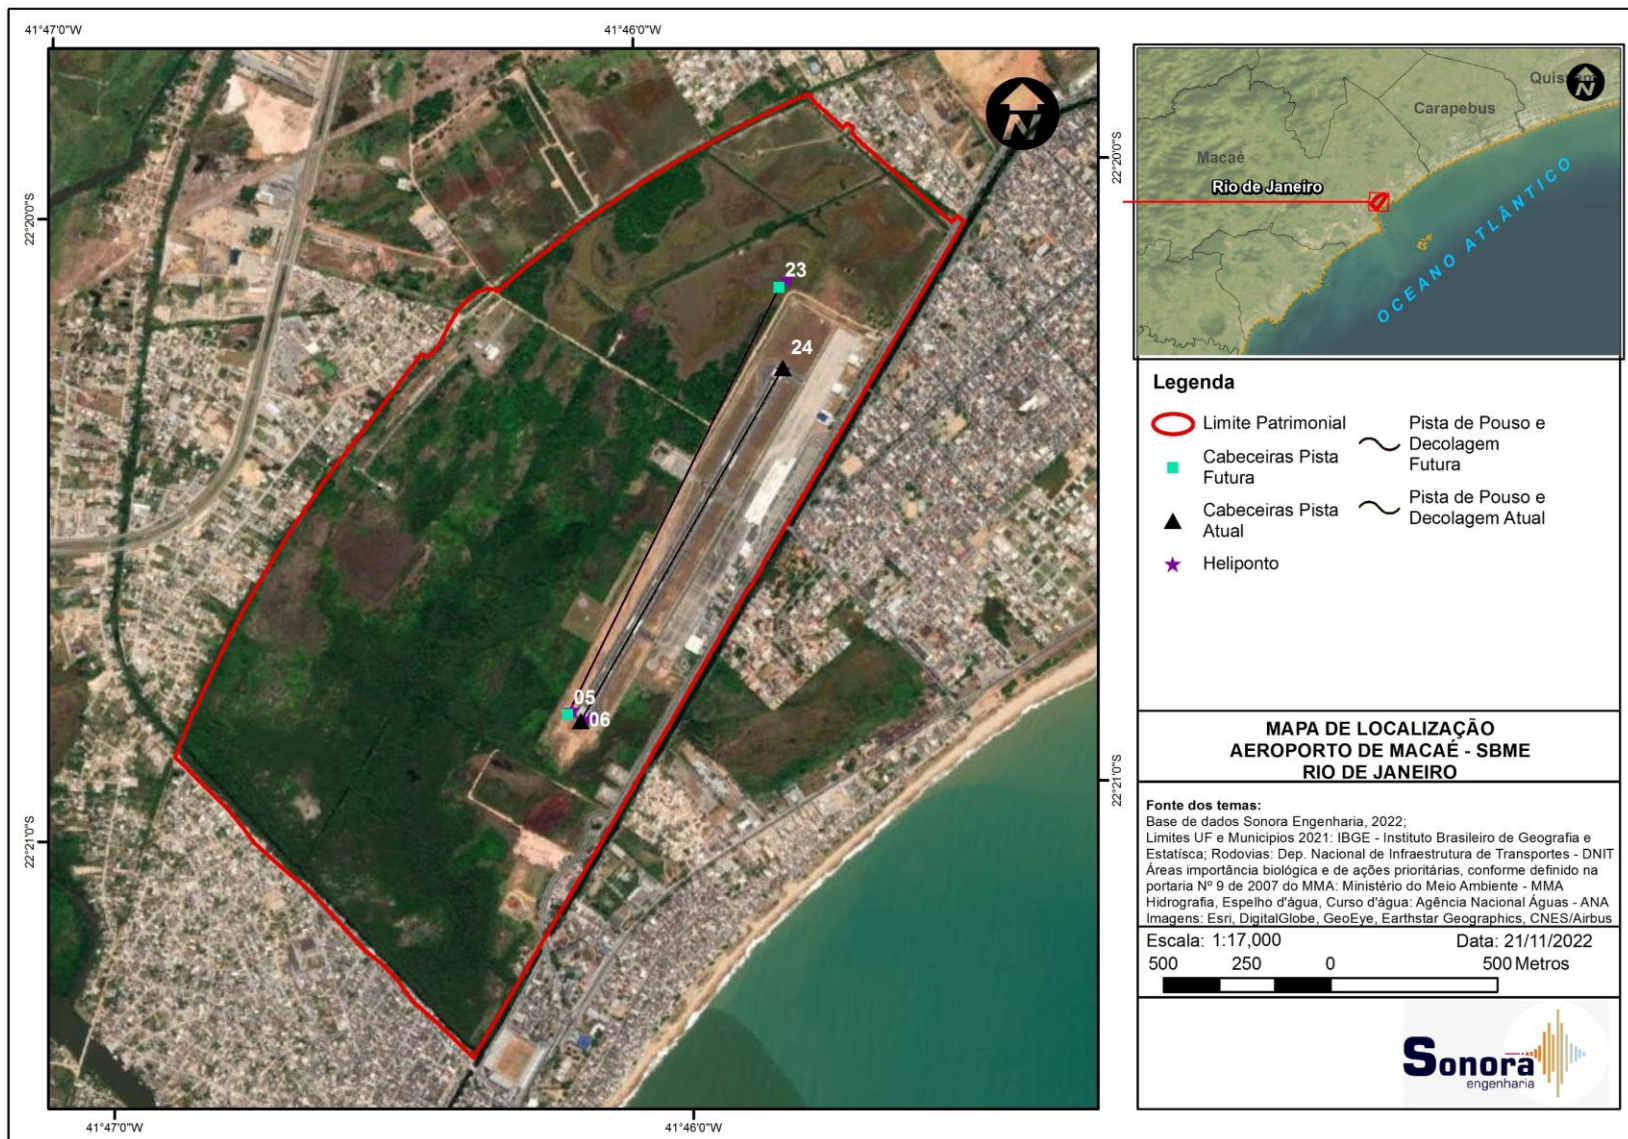 41°47'0"W
41°46'0"W
22°20'0"S
22°20'0"S
22°21'0"S
22°21'0"S
41°47'0"W
41°46'0"W
N
23
24
05
06
N
Carapebus
Macaé
Rio de Janeiro
OCEANO ATLÂNTICO
Legenda
Limite Patrimonial
Cabeceiras Pista
Futura
Cabeceiras Pista
Atual
Heliponto
Pista de Pouso e
Decolagem
Futura
Pista de Pouso e
Decolagem Atual
MAPA DE LOCALIZAÇÃO
AEROPORTO DE MACAÉ - SBME
RIO DE JANEIRO
Fonte dos temas:
Base de dados Sonora Engenharia, 2022;
Limites UF e Municipios 2021: IBGE - Instituto Brasileiro de Geografia e
Estatísca; Rodovias: Dep. Nacional de Infraestrutura de Transportes - DNIT
Áreas importância biológica e de ações prioritárias, conforme definido na
portaria Nº 9 de 2007 do MMA: Ministério do Meio Ambiente - MMA
Hidrografia, Espelho d'água, Curso d'água: Agência Nacional Águas - ANA
Imagens: Esri, DigitalGlobe, GeoEye, Earthstar Geographics, CNES/Airbus
Escala: 1:17,000
Data: 21/11/2022
500 250 0 500 Metros
Sonora
engenharia